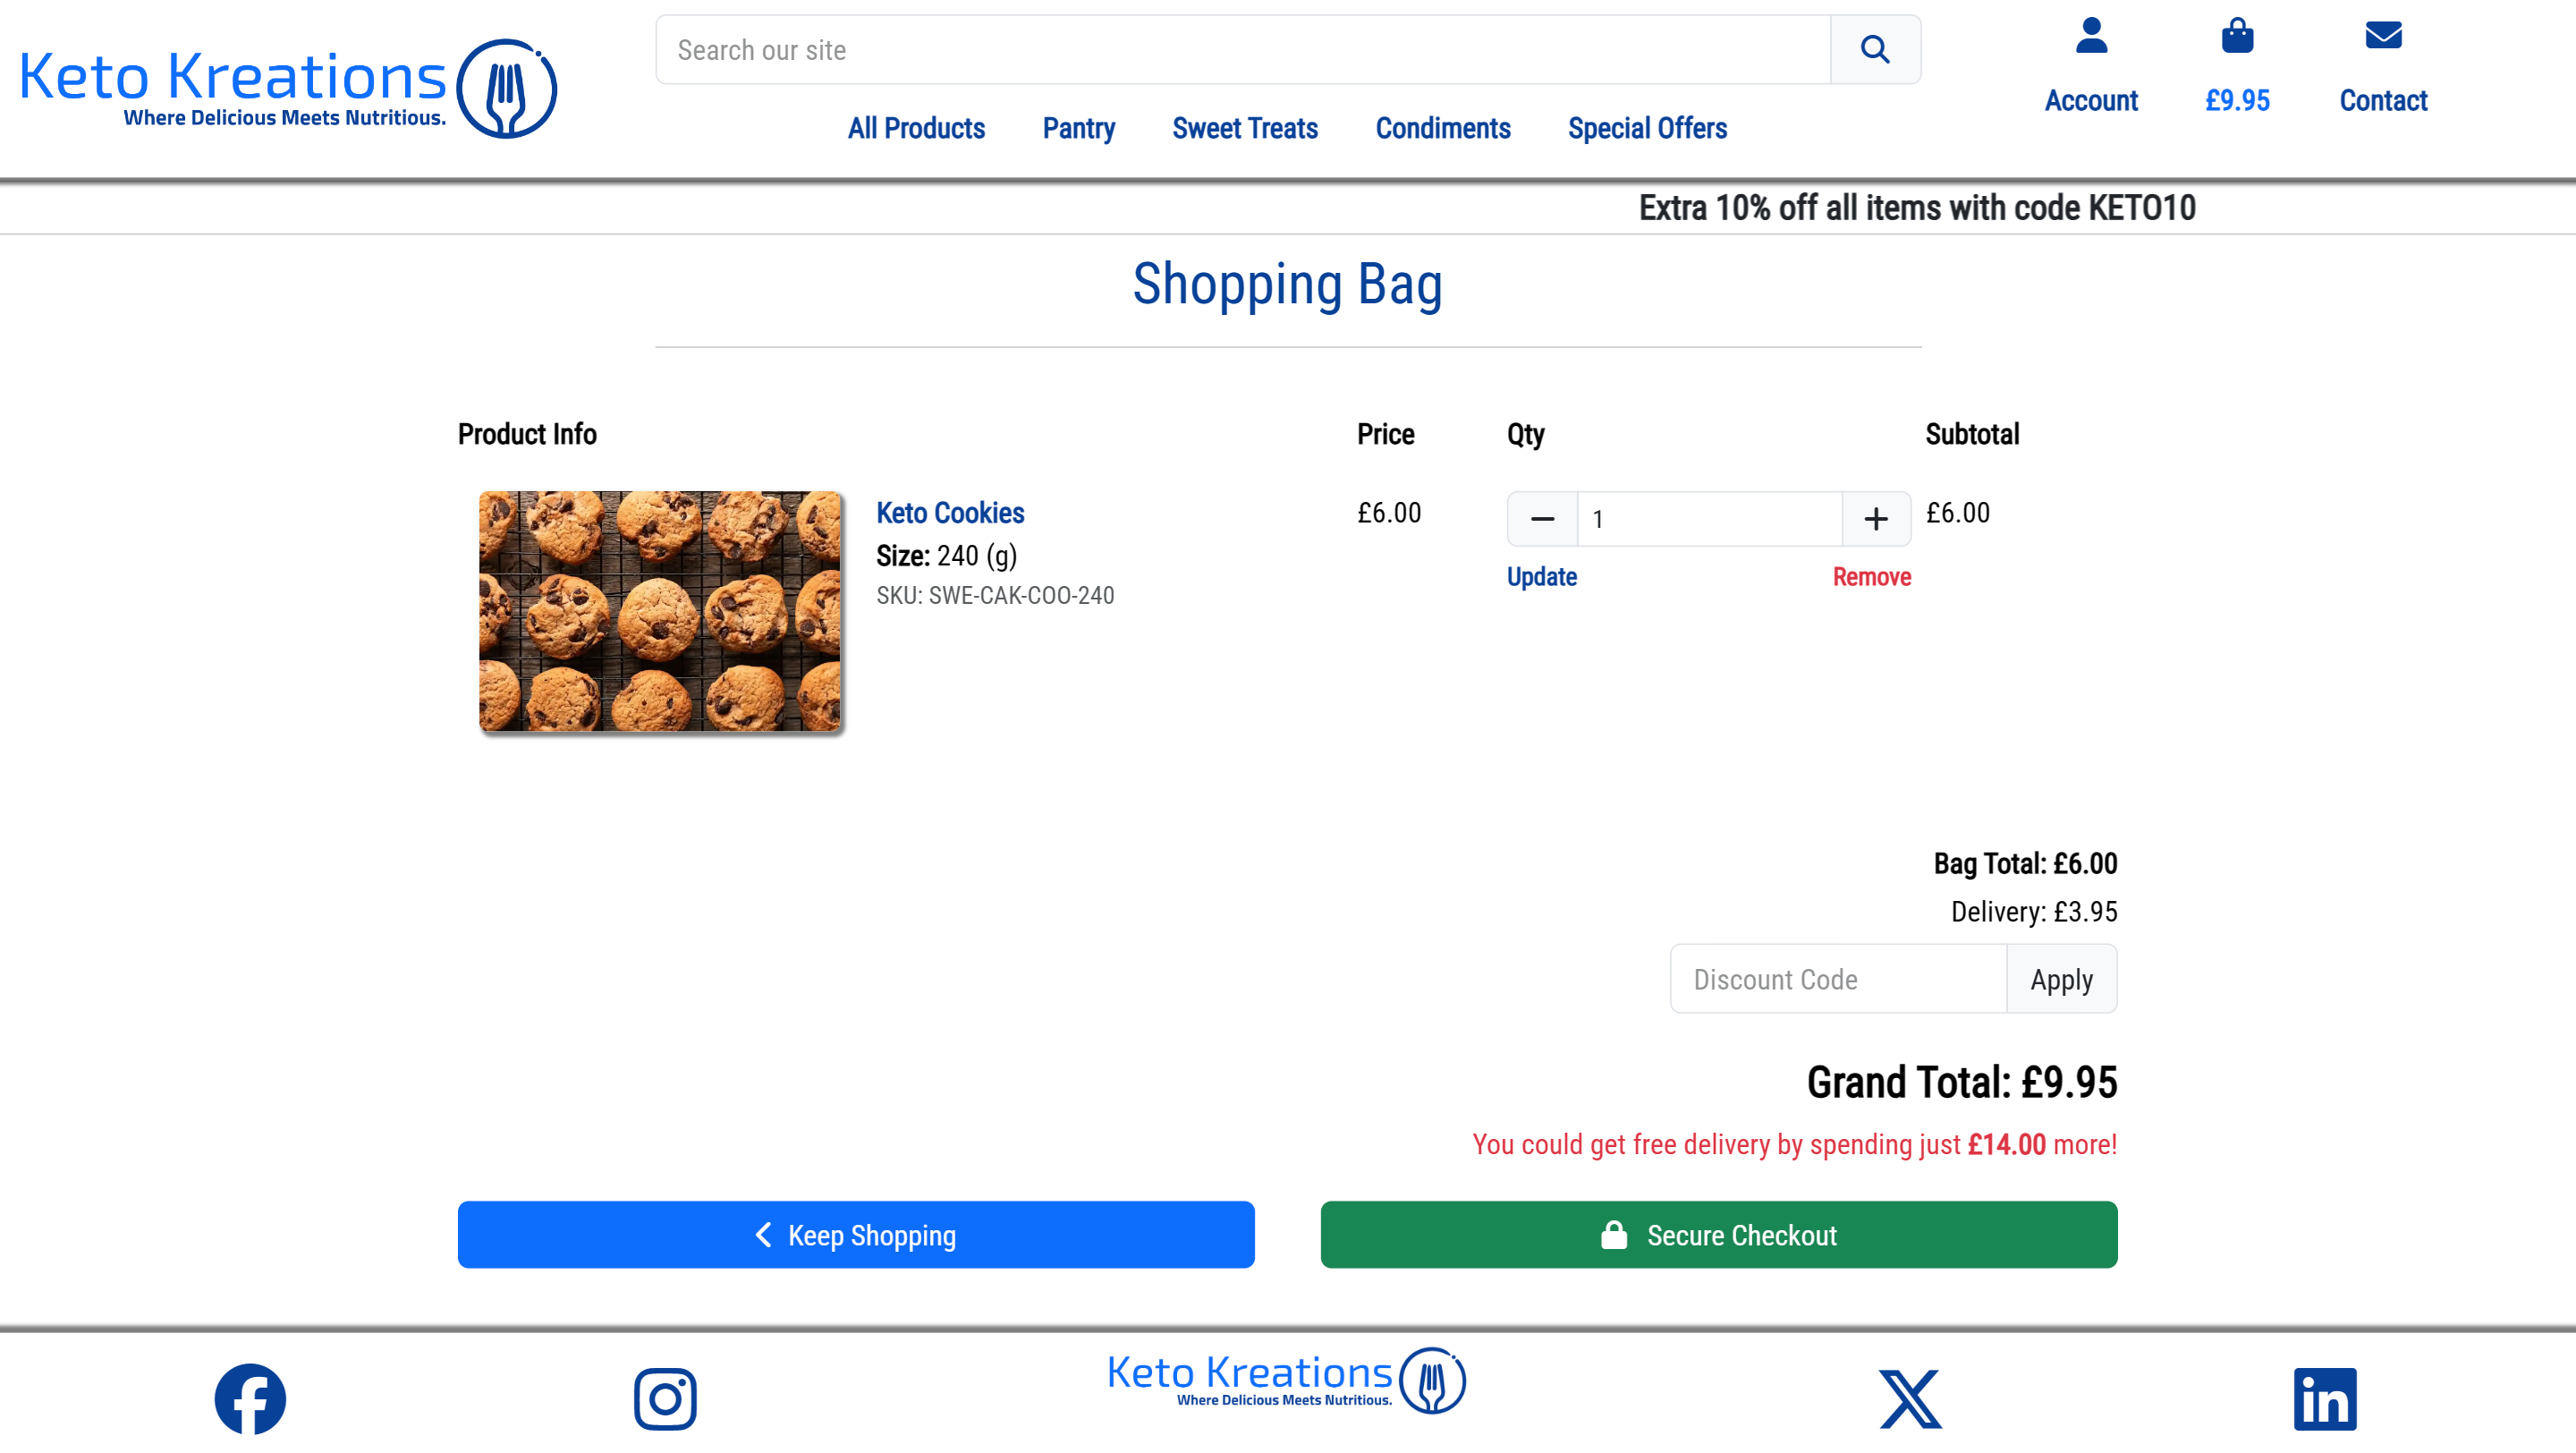 Keto Kreations
Where Delicious Meets Nutritious.
Search our site
Account
£9.95
Contact
All Products
Pantry
Sweet Treats
Condiments
Special Offers
Extra 10% off all items with code KETO10
Shopping Bag
Product Info
Price
Qty
Subtotal
Keto Cookies
Size: 240 (g)
SKU: SWE-CAK-COO-240
£6.00
1
£6.00
Update
Remove
Bag Total: £6.00
Delivery: £3.95
Discount Code
Apply
Grand Total: £9.95
You could get free delivery by spending just £14.00 more!
Keep Shopping
Secure Checkout
Keto Kreations
Where Delicious Meets Nutritious.